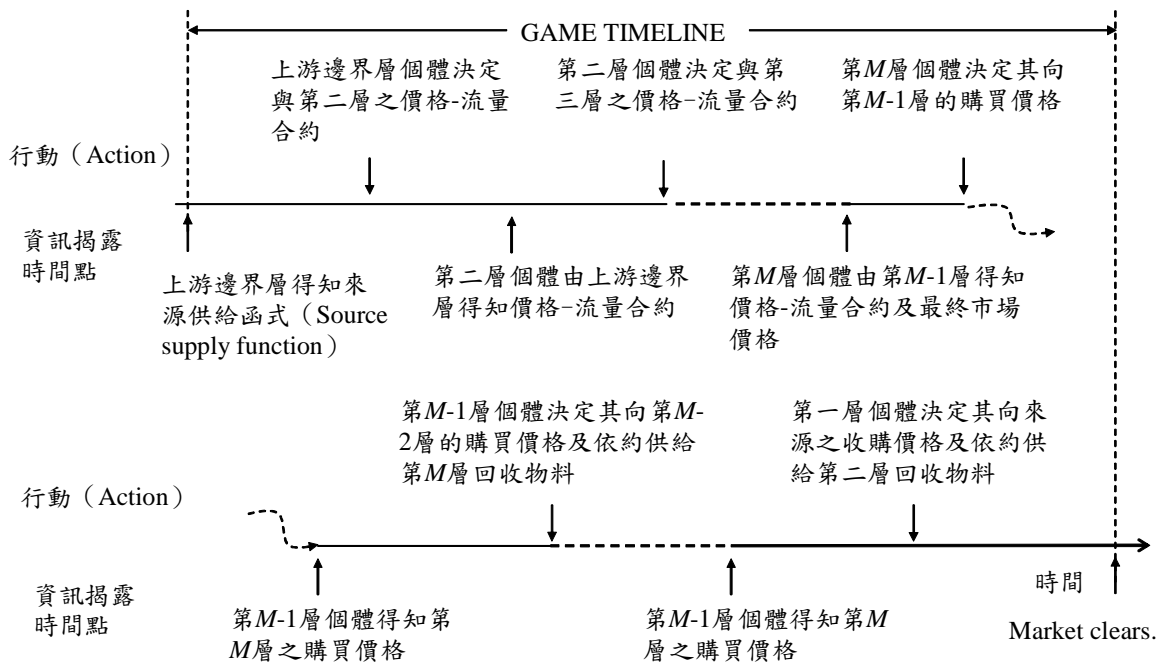 GAME TIMELINE
上游邊界層個體決定
與第二層之價格-流量
合約
第二層個體決定與第
三層之價格-流量合約
第M層個體決定其向
第M-1層的購買價格
行動（Action）
資訊揭露
時間點
上游邊界層得知來
源供給函式（Source
supply function）
第二層個體由上游邊界
層得知價格-流量合約
第M層個體由第M-1層得知
價格-流量合約及最終市場
價格
第M-1層個體決定其向第M-
2層的購買價格及依約供給
第M層回收物料
第一層個體決定其向來
源之收購價格及依約供
給第二層回收物料
行動（Action）
資訊揭露
時間點
第M-1層個體得知第
M層之購買價格
第M-1層個體得知第M
層之購買價格
時間
Market clears.